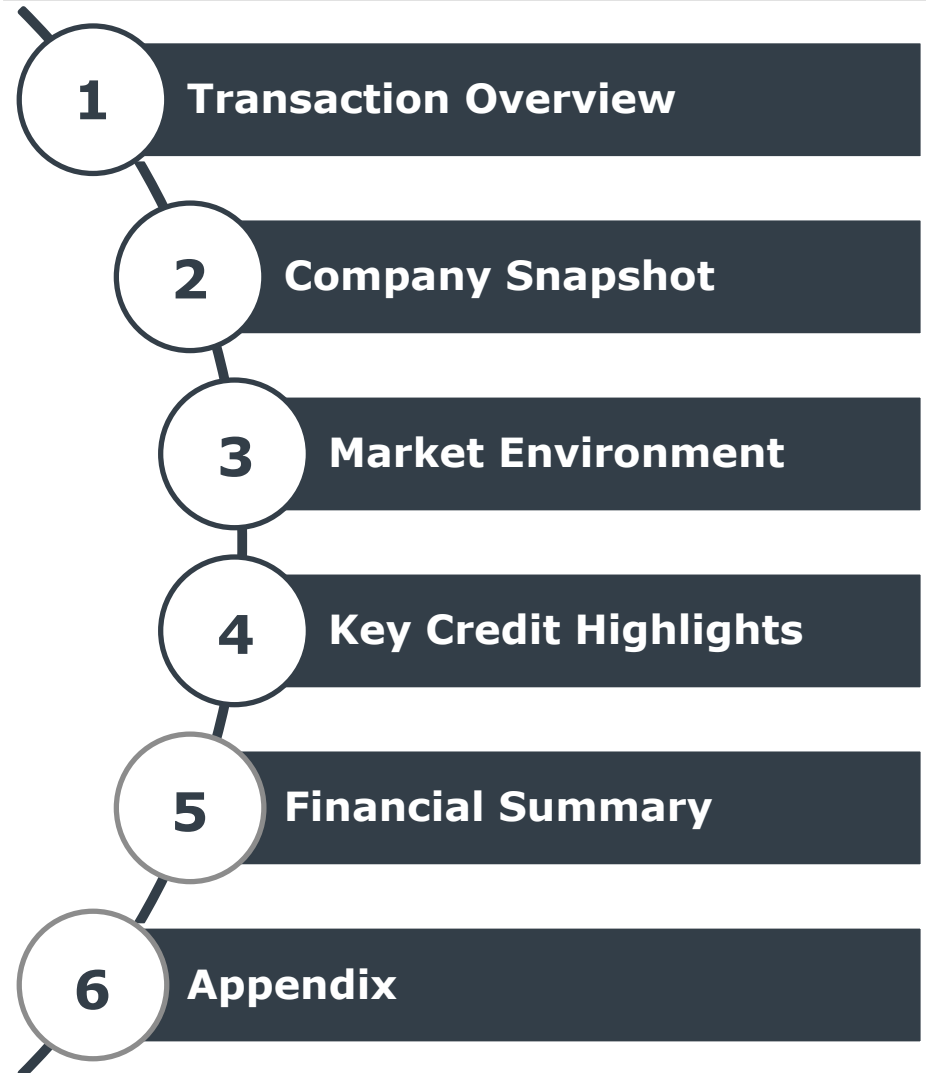 1 Transaction Overview
2 Company Snapshot
3 Market Environment
4 Key Credit Highlights
5 Financial Summary
6 Appendix